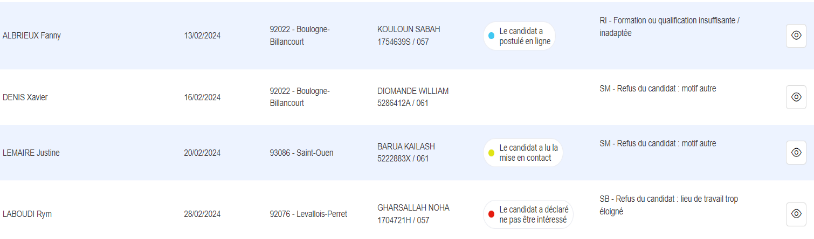 ALBRIEUX Fanny
13/02/2024
92022 - Boulogne-
Billancourt
KOULOUN SABAH
1754639S / 057
Le candidat a
postulé en ligne
RI - Formation ou qualification insuffisante /
inadaptée
DENIS Xavier
16/02/2024
92022 - Boulogne-
Billancourt
DIOMANDE WILLIAM
5286412A / 061
SM - Refus du candidat : motif autre
LEMAIRE Justine
20/02/2024
93086 - Saint-Ouen
BARUA KAILASH
5222883X / 061
Le candidat a lu la
mise en contact
SM - Refus du candidat : motif autre
LABOUDI Rym
28/02/2024
92076 - Levallois-Perret
GHARSALLAH NOHA
1704721H / 057
Le candidat a déclaré
ne pas être intéressé
SB - Refus du candidat : lieu de travail trop
éloigné